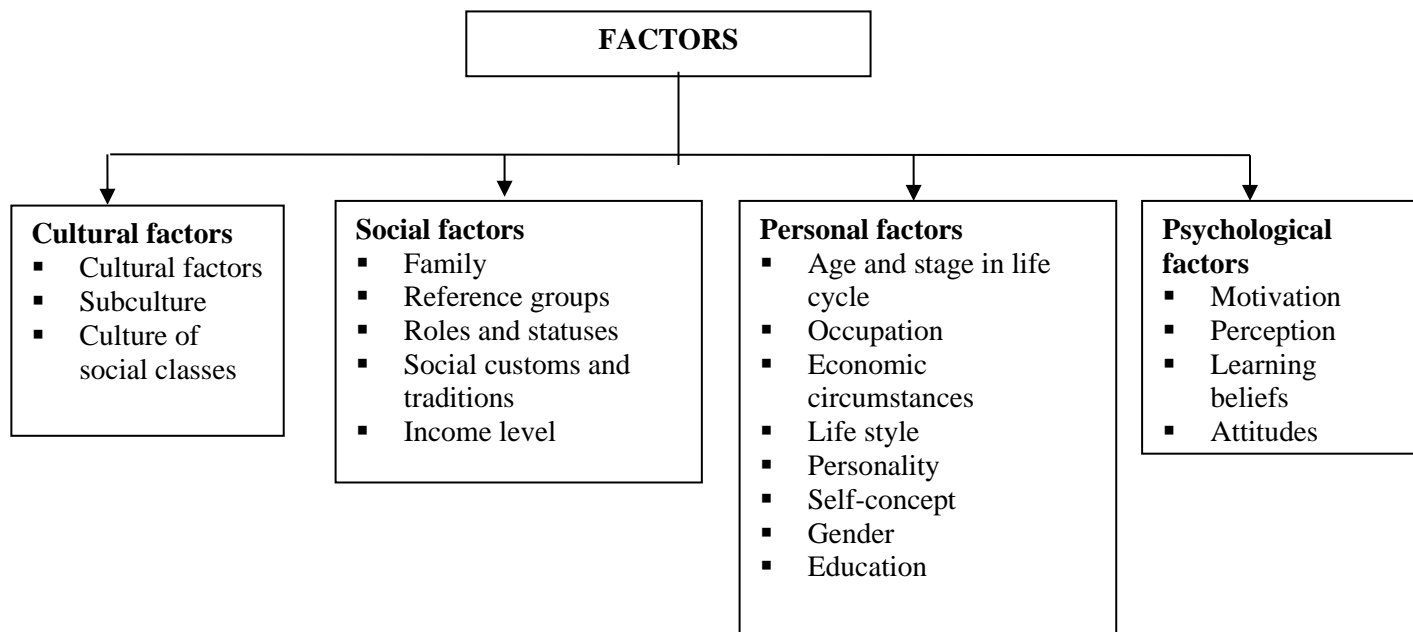 FACTORS
Cultural factors
▪ Cultural factors
▪ Subculture
▪ Culture of
social classes
Social factors
▪ Family
▪ Reference groups
▪ Roles and statuses
▪ Social customs and
traditions
▪ Income level
Personal factors
▪ Age and stage in life
cycle
▪ Occupation
▪ Economic
circumstances
▪ Life style
▪ Personality
▪ Self-concept
▪ Gender
▪ Education
Psychological
factors
▪ Motivation
▪ Perception
▪ Learning
beliefs
▪ Attitudes